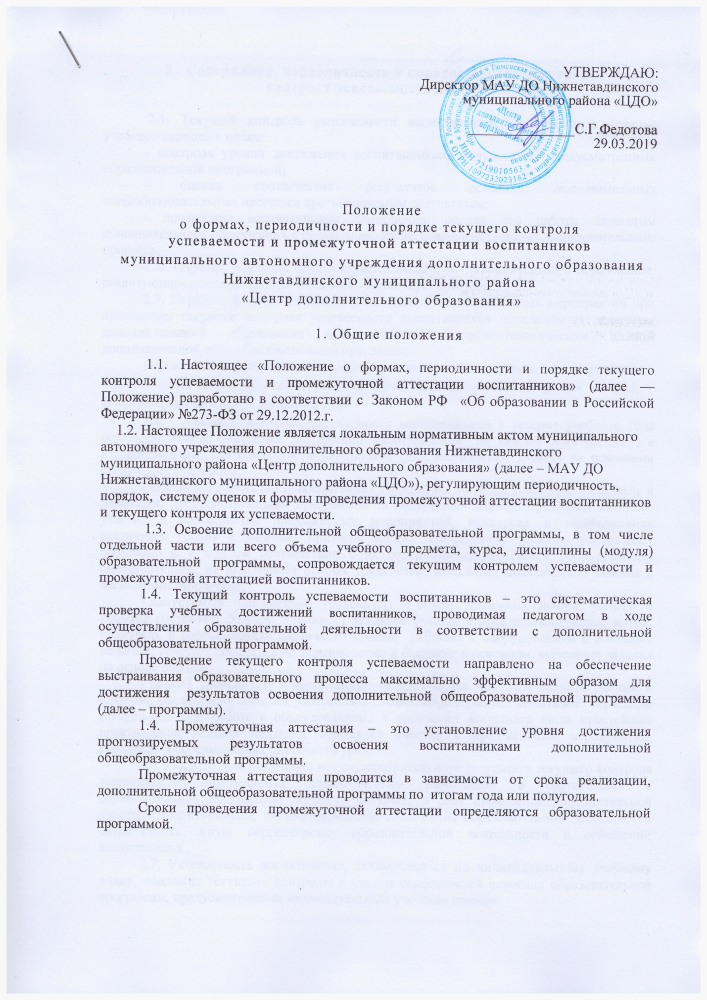 УТВЕРЖДАЮ:
Директор МАУ ДО Нижнетавдинского
муниципального района «ЦДО»
С.Г.Федотова
29.03.2019
«Центр
дополнительного
образования»
ИНН 7219010563
ОГРН 1097232023162
Положение
о формах, периодичности и порядке текущего контроля
успеваемости и промежуточной аттестации воспитанников
муниципального автономного учреждения дополнительного образования
Нижнетавдинского муниципального района
«Центр дополнительного образования»
1. Общие положения
1.1. Настоящее «Положение о формах, периодичности и порядке текущего
контроля успеваемости и промежуточной аттестации воспитанников» (далее —
Положение) разработано в соответствии с Законом РФ «Об образовании в Российской
Федерации» №273-ФЗ от 29.12.2012.г.
1.2. Настоящее Положение является локальным нормативным актом муниципального
автономного учреждения дополнительного образования Нижнетавдинского
муниципального района «Центр дополнительного образования» (далее – МАУ ДО
Нижнетавдинского муниципального района «ЦДО»), регулирующим периодичность,
порядок, систему оценок и формы проведения промежуточной аттестации воспитанников
и текущего контроля их успеваемости.
1.3. Освоение дополнительной общеобразовательной программы, в том числе
отдельной части или всего объема учебного предмета, курса, дисциплины (модуля)
образовательной программы, сопровождается текущим контролем успеваемости и
промежуточной аттестацией воспитанников.
1.4. Текущий контроль успеваемости воспитанников – это систематическая
проверка учебных достижений воспитанников, проводимая педагогом в ходе
осуществления образовательной деятельности в соответствии с дополнительной
общеобразовательной программой.
Проведение текущего контроля успеваемости направлено на обеспечение
выстраивания образовательного процесса максимально эффективным образом для
достижения результатов освоения дополнительной общеобразовательной программы
(далее – программы).
1.4. Промежуточная аттестация – это установление уровня достижения
прогнозируемых результатов освоения воспитанниками дополнительной
общеобразовательной программы.
Промежуточная аттестация проводится в зависимости от срока реализации,
дополнительной общеобразовательной программы по итогам года или полугодия.
Сроки проведения промежуточной аттестации определяются образовательной
программой.